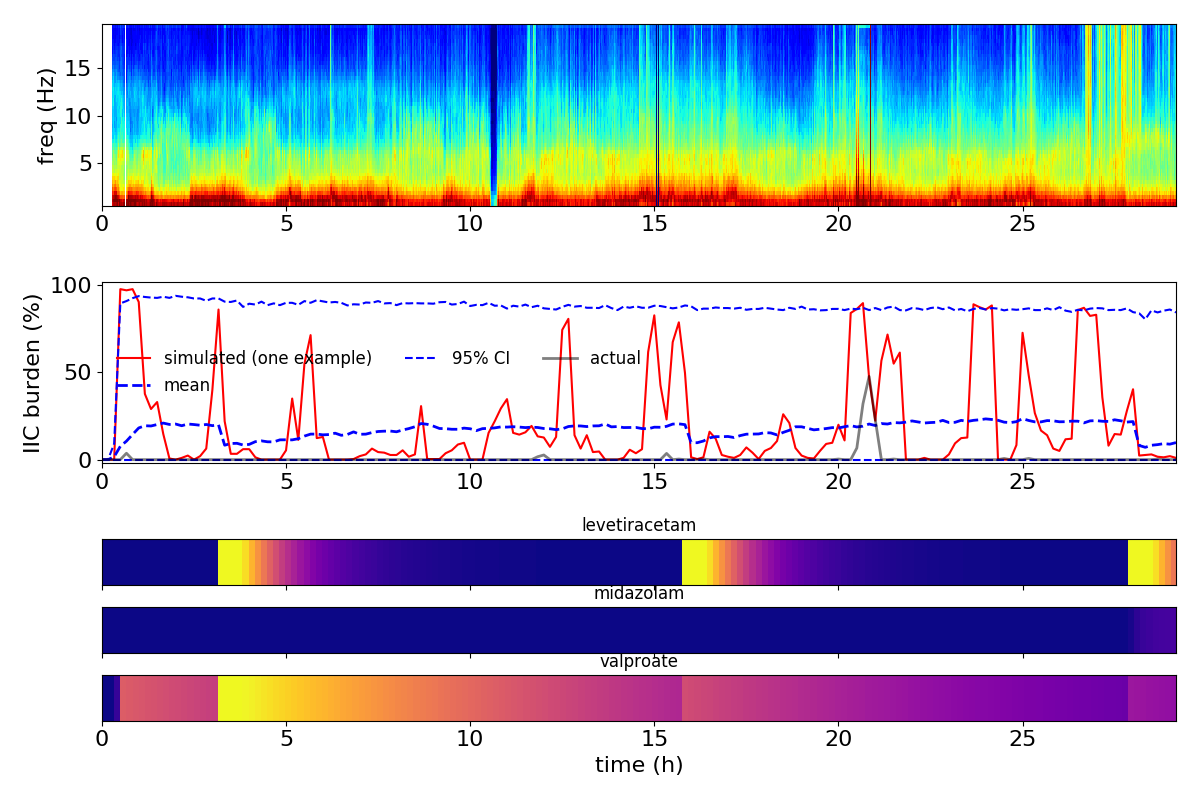 freq (Hz)
15
10
5
0 5 10 15 20 25
IIC burden (%)
100
50
0
simulated (one example) 95% CI actual
mean
0 5 10 15 20 25
levetiracetam
midazolam
valproate
0 5 10 15 20 25
time (h)